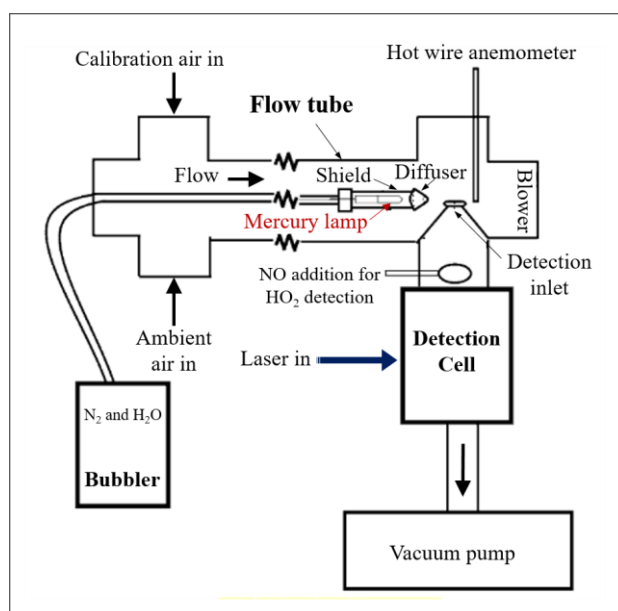 Calibration air in
Hot wire anemometer
Flow tube
Flow
Shield
Diffuser
Mercury lamp
Blower
Detection
inlet
NO addition for
HO₂ detection
Ambient
air in
Laser in
Detection
Cell
N₂ and H₂O
Bubbler
Vacuum pump